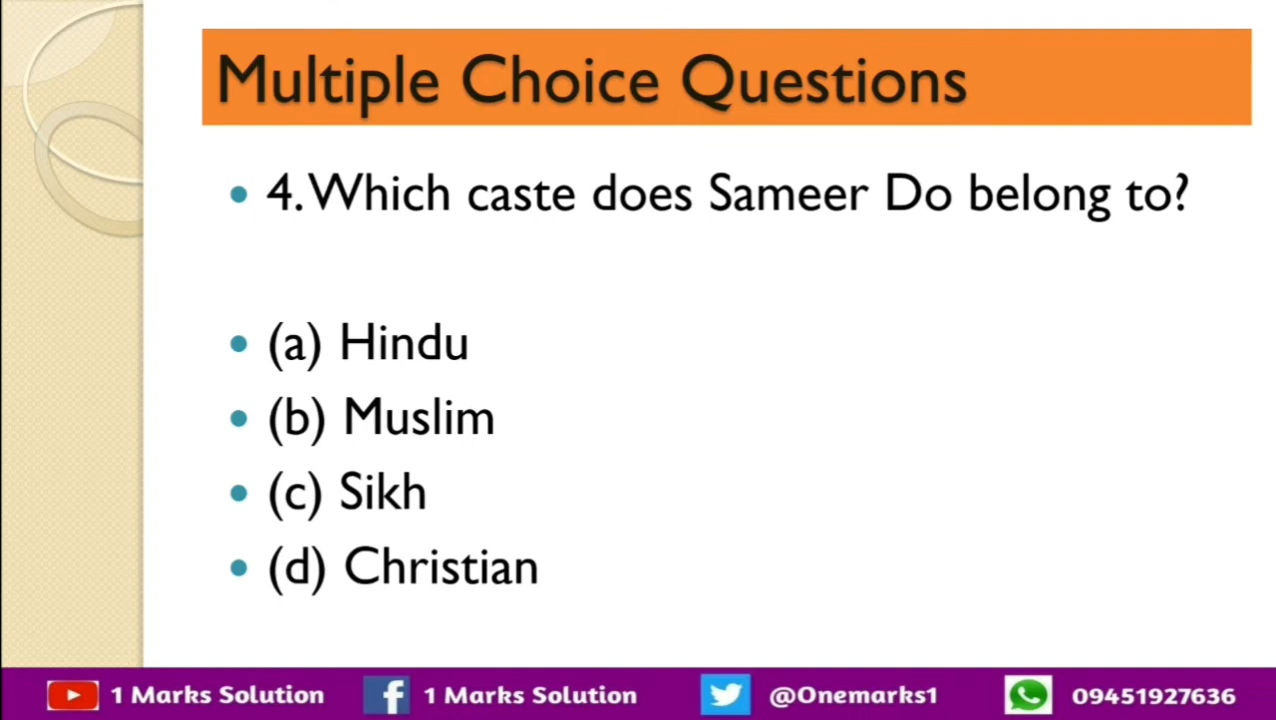 Multiple Choice Questions
• 4. Which caste does Sameer Do belong to?
• (a) Hindu
• (b) Muslim
• (c) Sikh
• (d) Christian
1 Marks Solution f 1 Marks Solution @Onemarks1 09451927636